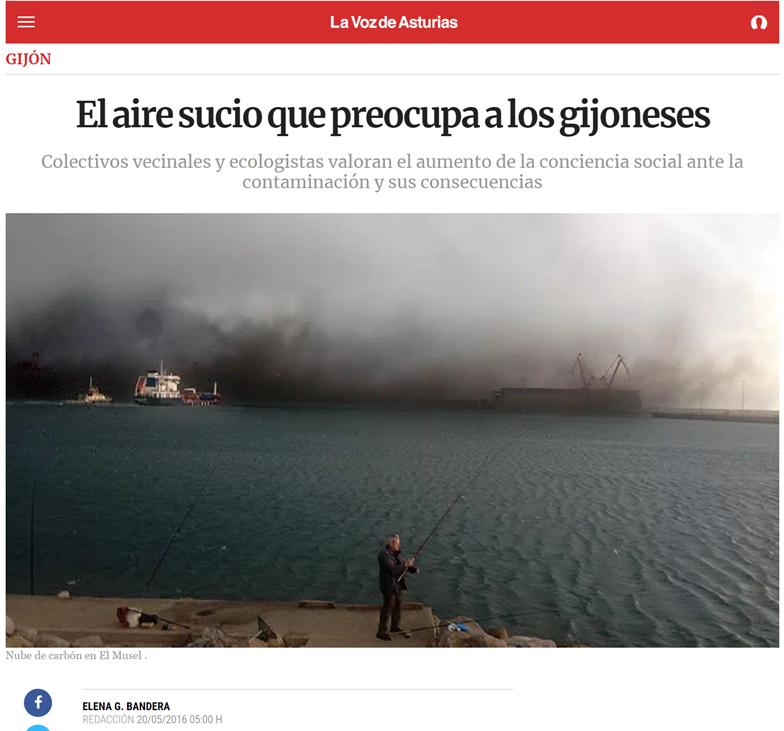 La Voz de Asturias
GIJÓN
El aire sucio que preocupa a los gijoneses
Colectivos vecinales y ecologistas valoran el aumento de la conciencia social ante la
contaminación y sus consecuencias
Nube de carbón en El Musel .
ELENA G. BANDERA
REDACCIÓN 20/05/2016 05:00 H